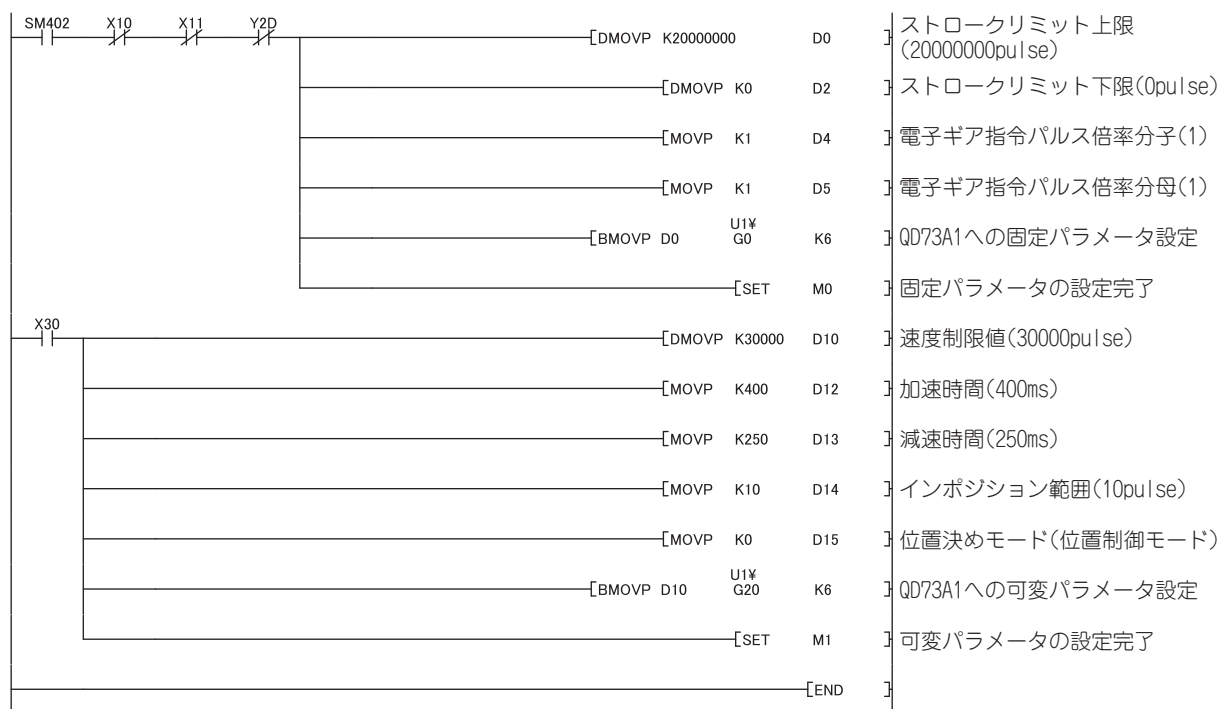 SM402 X10 X11 Y2D
[DMOVP K20000000 D0 ] ストロークリミット上限
(20000000pulse)
[DMOVP K0 D2 ] ストロークリミット下限(0pulse)
[MOVP K1 D4 ] 電子ギア指令パルス倍率分子(1)
[MOVP K1 D5 ] 電子ギア指令パルス倍率分母(1)
U1¥
[BMOVP D0 G0 K6 ] QD73A1への固定パラメータ設定
[SET M0 ] 固定パラメータの設定完了
X30
[DMOVP K30000 D10 ] 速度制限値(30000pulse)
[MOVP K400 D12 ] 加速時間(400ms)
[MOVP K250 D13 ] 減速時間(250ms)
[MOVP K10 D14 ] インポジション範囲(10pulse)
[MOVP K0 D15 ] 位置決めモード(位置制御モード)
U1¥
[BMOVP D10 G20 K6 ] QD73A1への可変パラメータ設定
[SET M1 ] 可変パラメータの設定完了
[END ]